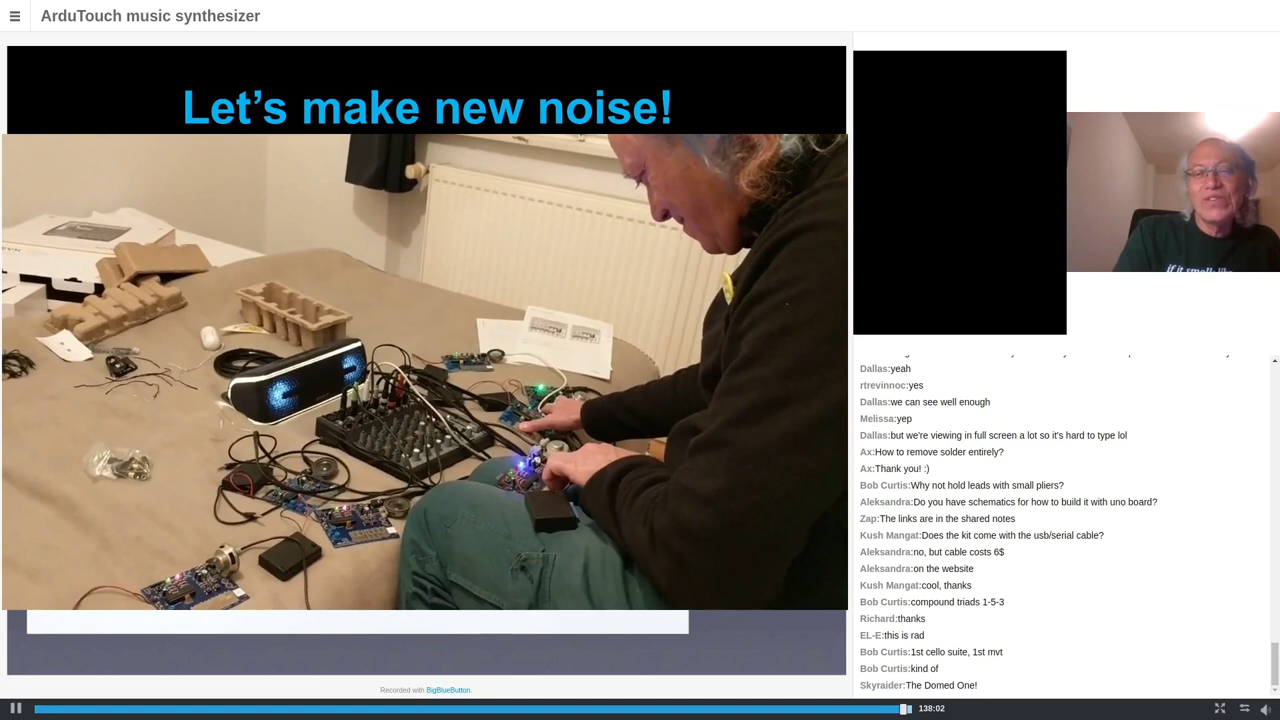 ArduTouch music synthesizer
Let's make new noise!
if it smells like
Dallas:yeah
rtrevinnoc:yes
Dallas:we can see well enough
Melissa:yep
Dallas:but we're viewing in full screen a lot so it's hard to type lol
Ax:How to remove solder entirely?
Ax:Thank you! :)
Bob Curtis:Why not hold leads with small pliers?
Aleksandra:Do you have schematics for how to build it with uno board?
Zap:The links are in the shared notes
Kush Mangat:Does the kit come with the usb/serial cable?
Aleksandra:no, but cable costs 6$
Aleksandra:on the website
Kush Mangat:cool, thanks
Bob Curtis:compound triads 1-5-3
Richard:thanks
EL-E:this is rad
Bob Curtis:1st cello suite, 1st mvt
Bob Curtis:kind of
Skyraider:The Domed One!
Recorded with BigBlueButton.
138:02